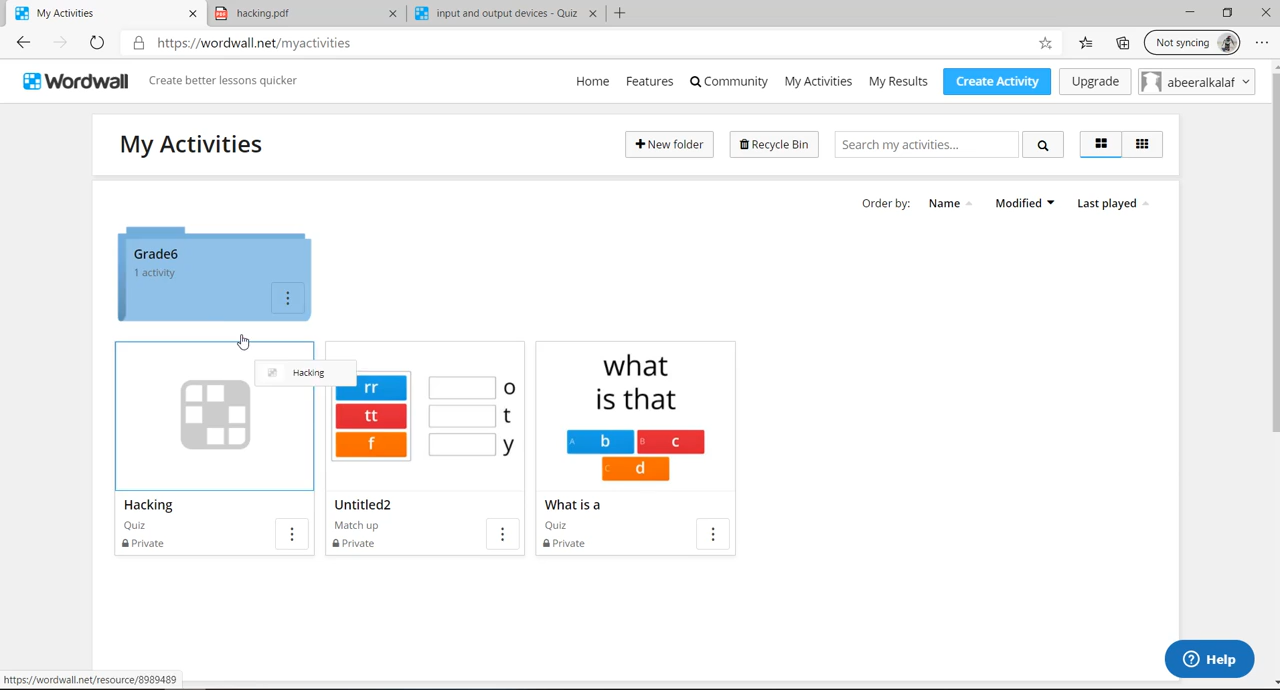 My Activities
hacking.pdf
input and output devices - Quiz
https://wordwall.net/myactivities
Not syncing
Wordwall
Create better lessons quicker
Home
Features
Community
My Activities
My Results
Create Activity
Upgrade
abeeralkalaf
My Activities
New folder
Recycle Bin
Search my activities...
Order by:
Name
Modified
Last played
Grade6
1 activity
Hacking
rr
tt
f
o
t
y
what
is that
A b
B c
C d
Hacking
Quiz
Private
Untitled2
Match up
Private
What is a
Quiz
Private
? Help
https://wordwall.net/resource/8989489